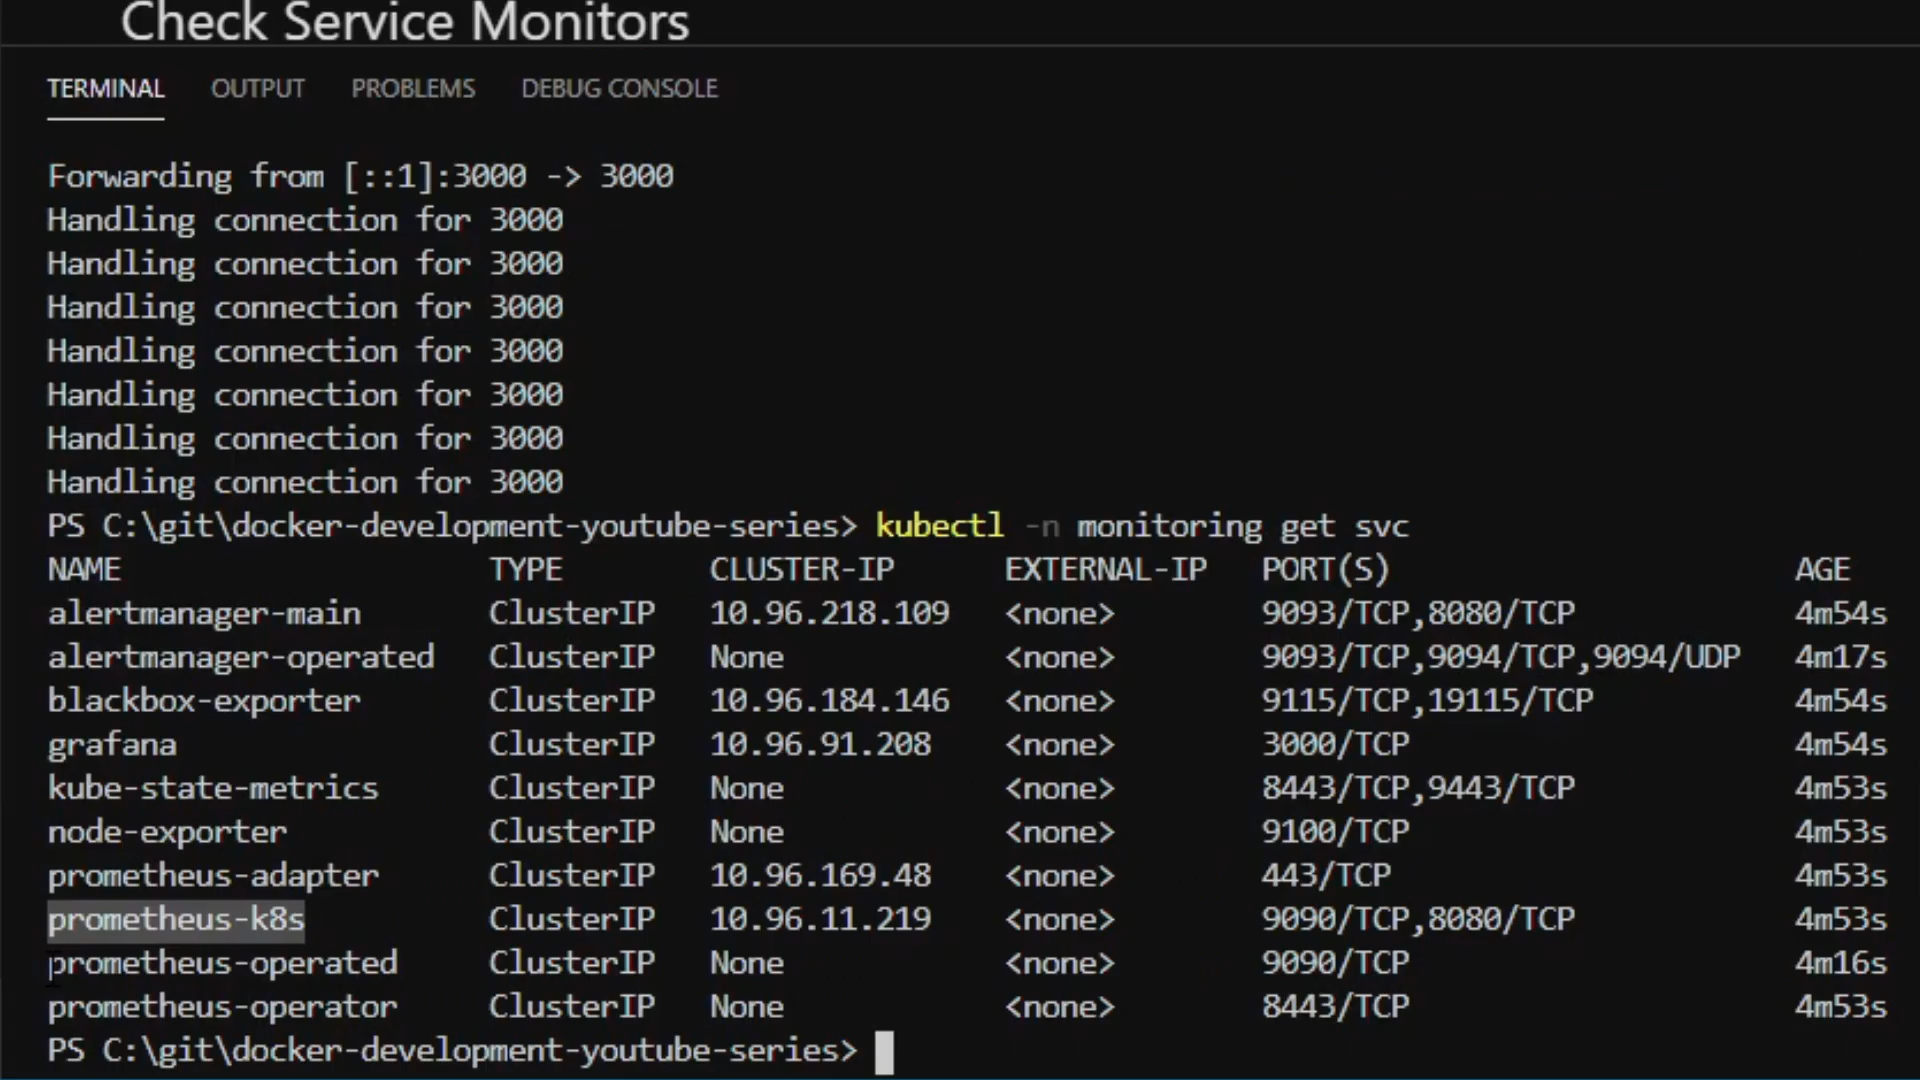 Check Service Monitors
TERMINAL OUTPUT PROBLEMS DEBUG CONSOLE
Forwarding from [::1]:3000 -> 3000
Handling connection for 3000
Handling connection for 3000
Handling connection for 3000
Handling connection for 3000
Handling connection for 3000
Handling connection for 3000
Handling connection for 3000
PS C:\git\docker-development-youtube-series> kubectl -n monitoring get svc
NAME TYPE CLUSTER-IP EXTERNAL-IP PORT(S) AGE
alertmanager-main ClusterIP 10.96.218.109 <none> 9093/TCP,8080/TCP 4m54s
alertmanager-operated ClusterIP None <none> 9093/TCP,9094/TCP,9094/UDP 4m17s
blackbox-exporter ClusterIP 10.96.184.146 <none> 9115/TCP,19115/TCP 4m54s
grafana ClusterIP 10.96.91.208 <none> 3000/TCP 4m54s
kube-state-metrics ClusterIP None <none> 8443/TCP,9443/TCP 4m53s
node-exporter ClusterIP None <none> 9100/TCP 4m53s
prometheus-adapter ClusterIP 10.96.169.48 <none> 443/TCP 4m53s
prometheus-k8s ClusterIP 10.96.11.219 <none> 9090/TCP,8080/TCP 4m53s
prometheus-operated ClusterIP None <none> 9090/TCP 4m16s
prometheus-operator ClusterIP None <none> 8443/TCP 4m53s
PS C:\git\docker-development-youtube-series>